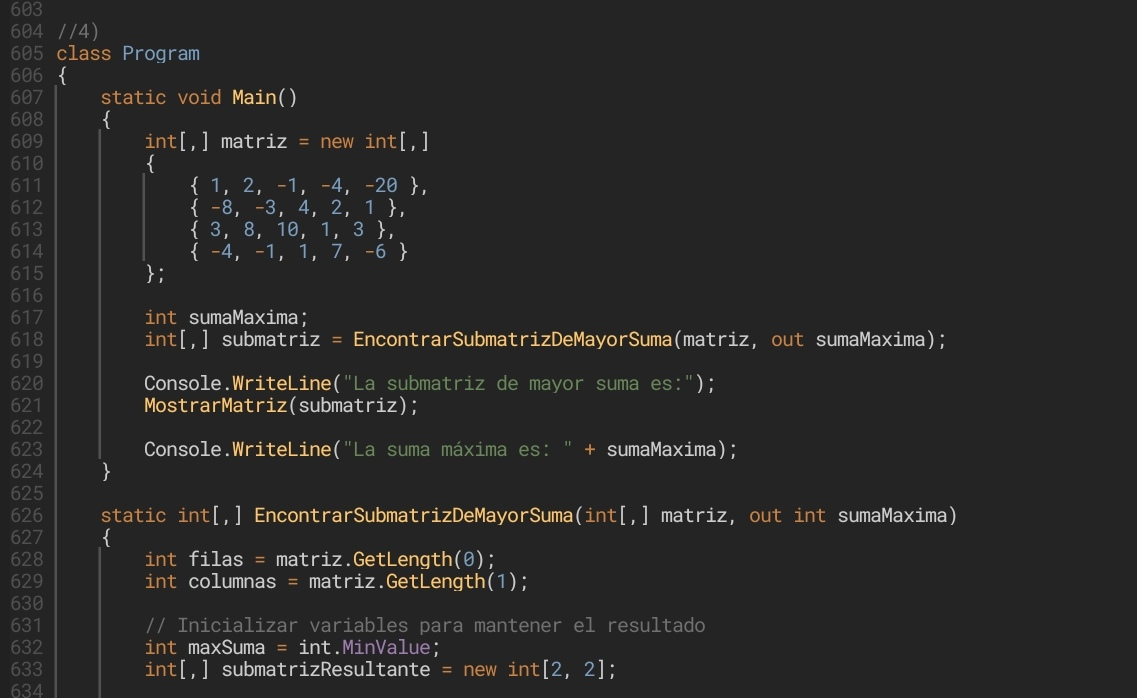 603
604 //4)
605 class Program
606 {
607     static void Main()
608     {
609         int[,] matriz = new int[,]
610         {
611             { 1, 2, -1, -4, -20 },
612             { -8, -3, 4, 2, 1 },
613             { 3, 8, 10, 1, 3 },
614             { -4, -1, 1, 7, -6 }
615         };
616
617         int sumaMaxima;
618         int[,] submatriz = EncontrarSubmatrizDeMayorSuma(matriz, out sumaMaxima);
619
620         Console.WriteLine("La submatriz de mayor suma es:");
621         MostrarMatriz(submatriz);
622
623         Console.WriteLine("La suma máxima es: " + sumaMaxima);
624     }
625
626     static int[,] EncontrarSubmatrizDeMayorSuma(int[,] matriz, out int sumaMaxima)
627     {
628         int filas = matriz.GetLength(0);
629         int columnas = matriz.GetLength(1);
630
631         // Inicializar variables para mantener el resultado
632         int maxSuma = int.MinValue;
633         int[,] submatrizResultante = new int[2, 2];
634